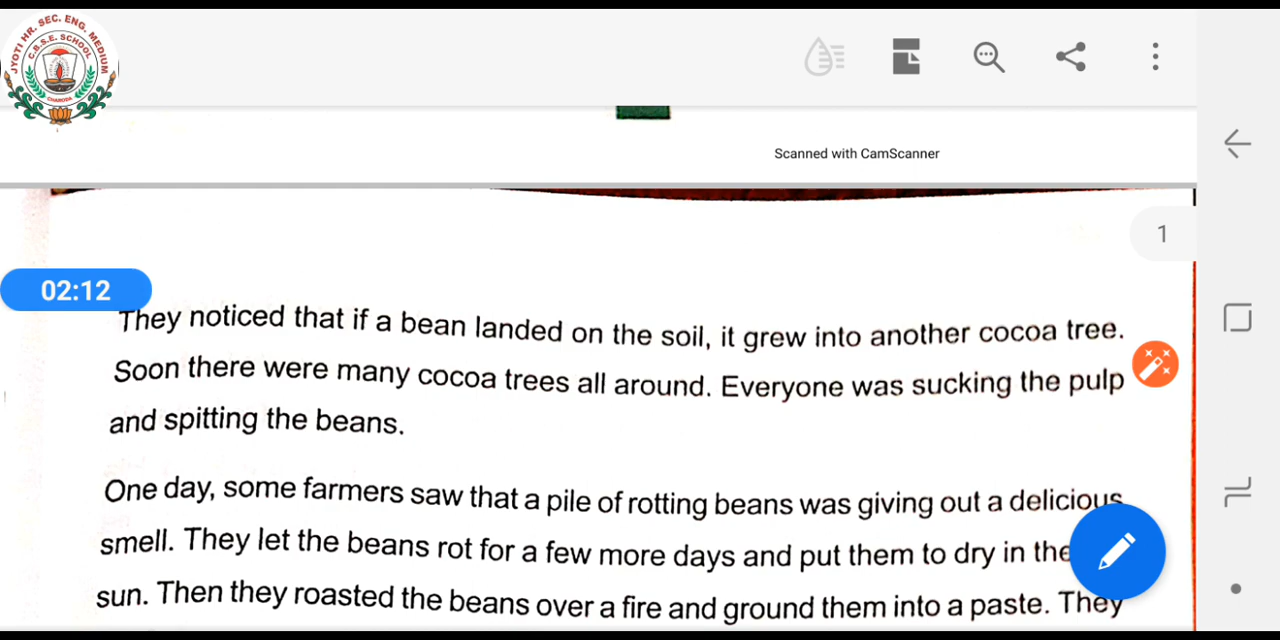 JYOTI HR. SEC. ENG. MEDIUM
C.B.S.E. SCHOOL
Scanned with CamScanner
1
02:12
They noticed that if a bean landed on the soil, it grew into another cocoa tree.
Soon there were many cocoa trees all around. Everyone was sucking the pulp
and spitting the beans.
One day, some farmers saw that a pile of rotting beans was giving out a delicious
smell. They let the beans rot for a few more days and put them to dry in the
sun. Then they roasted the beans over a fire and ground them into a paste. They